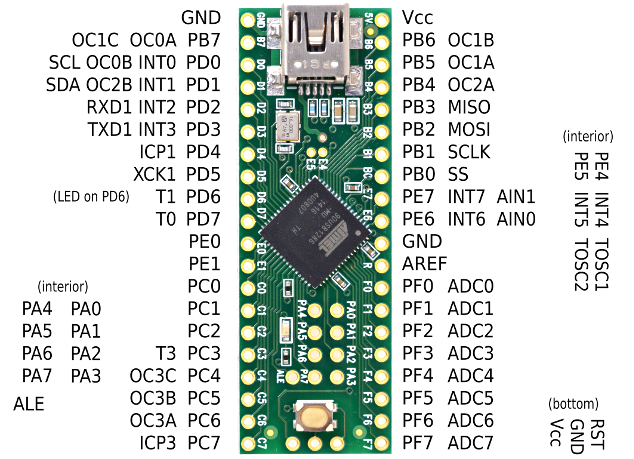 GND Vcc
OC1C OC0A PB7 PB6 OC1B
SCL OC0B INT0 PD0 PB5 OC1A
SDA OC2B INT1 PD1 PB4 OC2A
RXD1 INT2 PD2 PB3 MISO
TXD1 INT3 PD3 PB2 MOSI
ICP1 PD4 PB1 SCLK
XCK1 PD5 PB0 SS
(LED on PD6) T1 PD6 PE7 INT7 AIN1
T0 PD7 PE6 INT6 AIN0
PE0 GND
PE1 AREF
PC0 PF0 ADC0
PC1 PF1 ADC1
PC2 PF2 ADC2
T3 PC3 PF3 ADC3
OC3C PC4 PF4 ADC4
OC3B PC5 PF5 ADC5
OC3A PC6 PF6 ADC6
ICP3 PC7 PF7 ADC7
(interior)
PA4 PA0
PA5 PA1
PA6 PA2
PA7 PA3
ALE
(interior)
PE4 INT4 TOSC1
PE5 INT5 TOSC2
(bottom)
RST
GND
Vcc
GND
B7
D0
D1
D2
D3
D4
D5
D6
D7
E0
E1
C0
C1
C2
C3
C4
C5
C6
C7
5V
B6
B5
B4
B3
B2
B1
B0
E7
E6
R
F0
F1
F2
F3
F4
F5
F6
F7
E5 E4
ATMEL
PA4 PA0
PA5 PA1
PA6 PA2
PA7 PA3
ALE